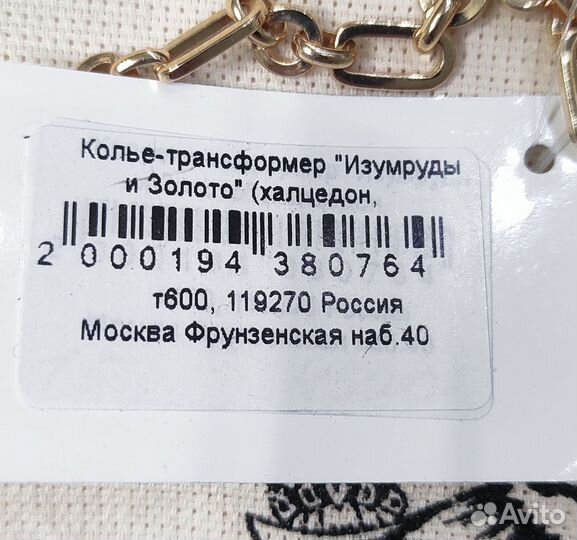 Колье-трансформер "Изумруды
и Золото" (халцедон,
2 000194 380764
т600, 119270 Россия
Москва Фрунзенская наб.40
Avito